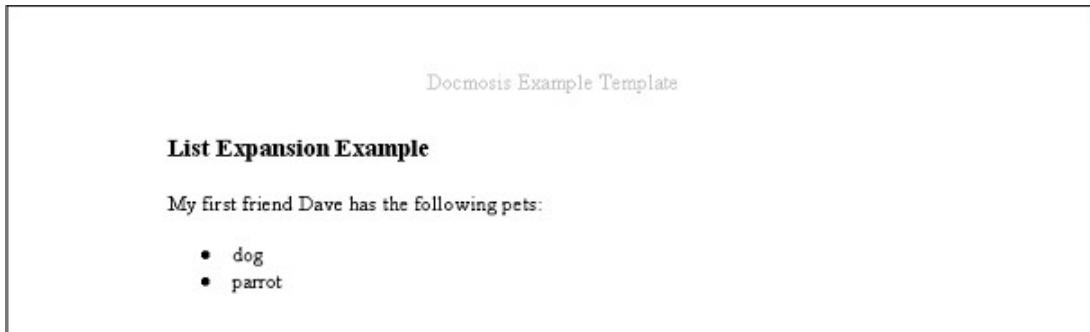 Docmosis Example Template
List Expansion Example
My first friend Dave has the following pets:
• dog
• parrot